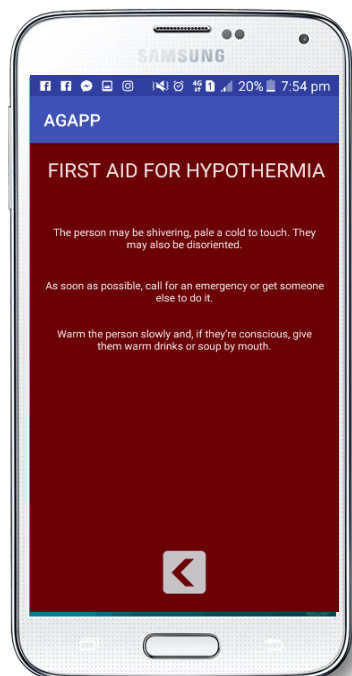 SAMSUNG
4G 1 20% 7:54 pm
AGAPP
FIRST AID FOR HYPOTHERMIA
The person may be shivering, pale a cold to touch. They
may also be disoriented.
As soon as possible, call for an emergency or get someone
else to do it.
Warm the person slowly and, if they're conscious, give
them warm drinks or soup by mouth.